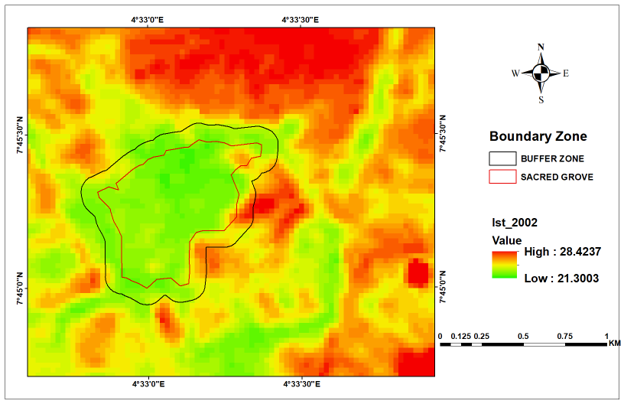 4°33'0"E 4°33'30"E
N
W E
S
7°45'30"N 7°45'30"N
Boundary Zone
BUFFER ZONE
SACRED GROVE
lst_2002
Value
High : 28.4237
Low : 21.3003
7°45'0"N 7°45'0"N
0 0.125 0.25 0.5 0.75 1
KM
4°33'0"E 4°33'30"E